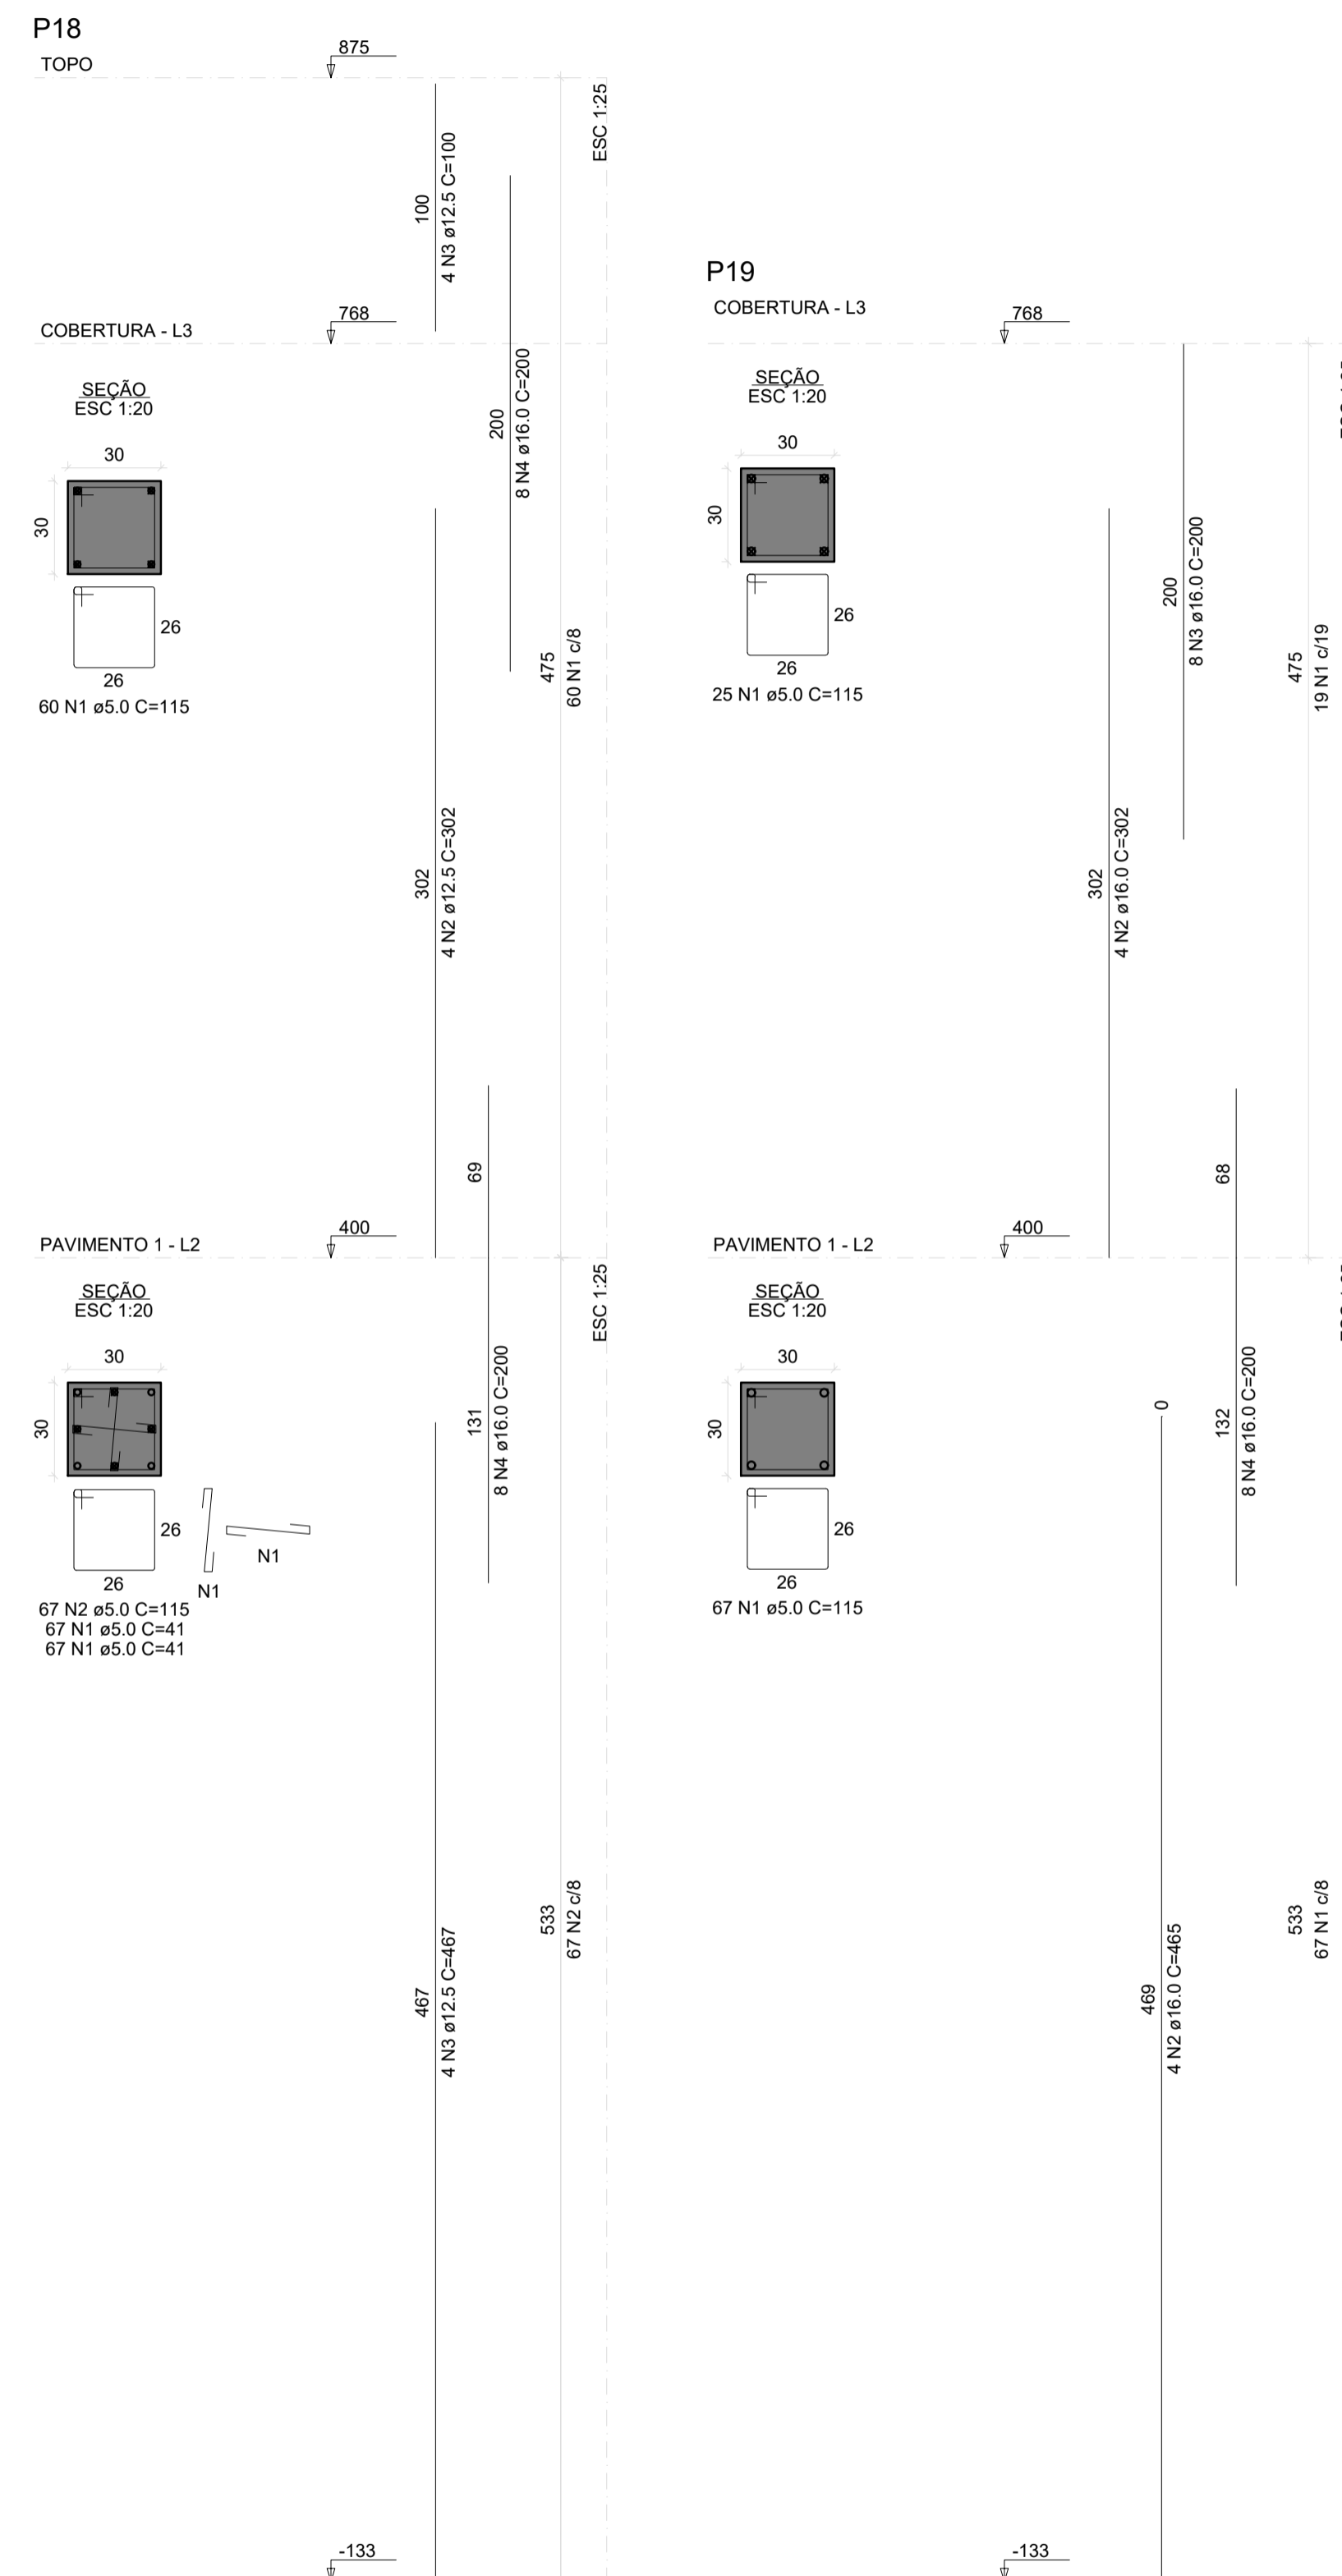 P18
TOPO
875
ESC 1:25
100
4 N3 ø12.5 C=100
COBERTURA - L3
768
SEÇÃO
ESC 1:20
30
30
26
26
60 N1 ø5.0 C=115
200
8 N4 ø16.0 C=200
475
60 N1 c/8
302
4 N2 ø12.5 C=302
69
PAVIMENTO 1 - L2
400
ESC 1:25
SEÇÃO
ESC 1:20
30
30
26
26
N1
N1
67 N2 ø5.0 C=115
67 N1 ø5.0 C=41
67 N1 ø5.0 C=41
131
8 N4 ø16.0 C=200
467
4 N3 ø12.5 C=467
533
67 N2 c/8
-133
P19
COBERTURA - L3
768
SEÇÃO
ESC 1:20
30
30
26
26
25 N1 ø5.0 C=115
200
8 N3 ø16.0 C=200
475
19 N1 c/19
302
4 N2 ø16.0 C=302
68
PAVIMENTO 1 - L2
400
SEÇÃO
ESC 1:20
30
30
26
26
67 N1 ø5.0 C=115
0
132
8 N4 ø16.0 C=200
469
4 N2 ø16.0 C=465
533
67 N1 c/8
-133